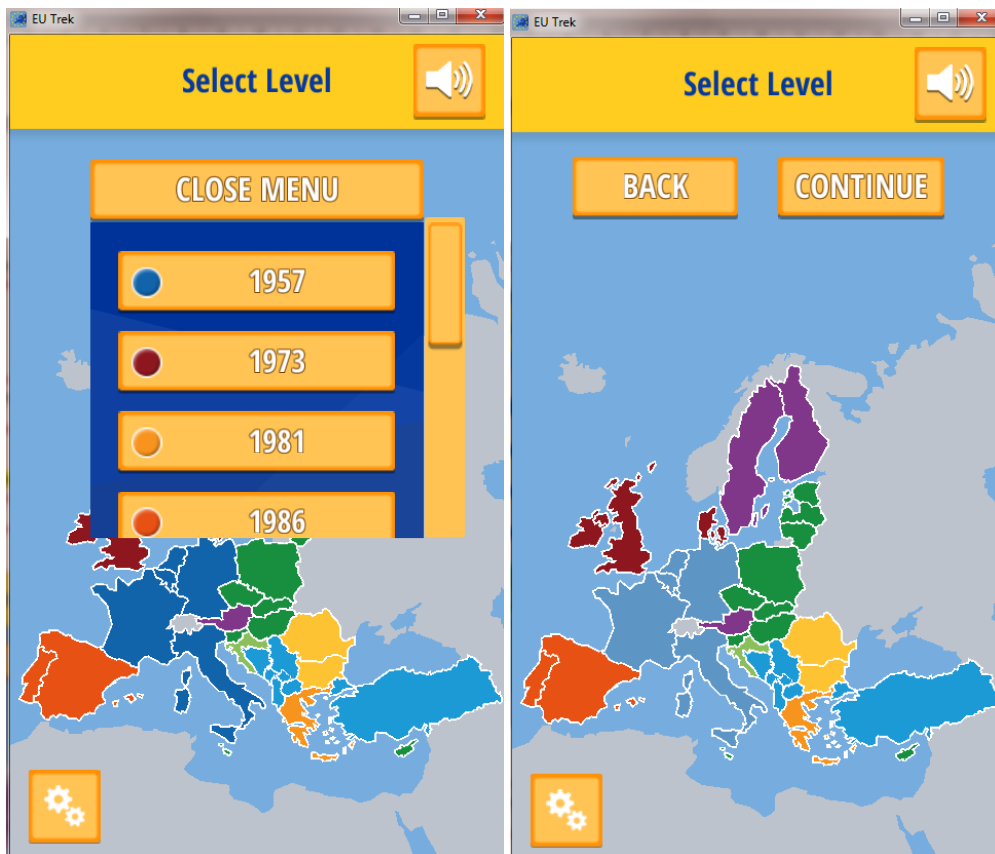 EU Trek
Select Level
CLOSE MENU
1957
1973
1981
1986
EU Trek
Select Level
BACK
CONTINUE